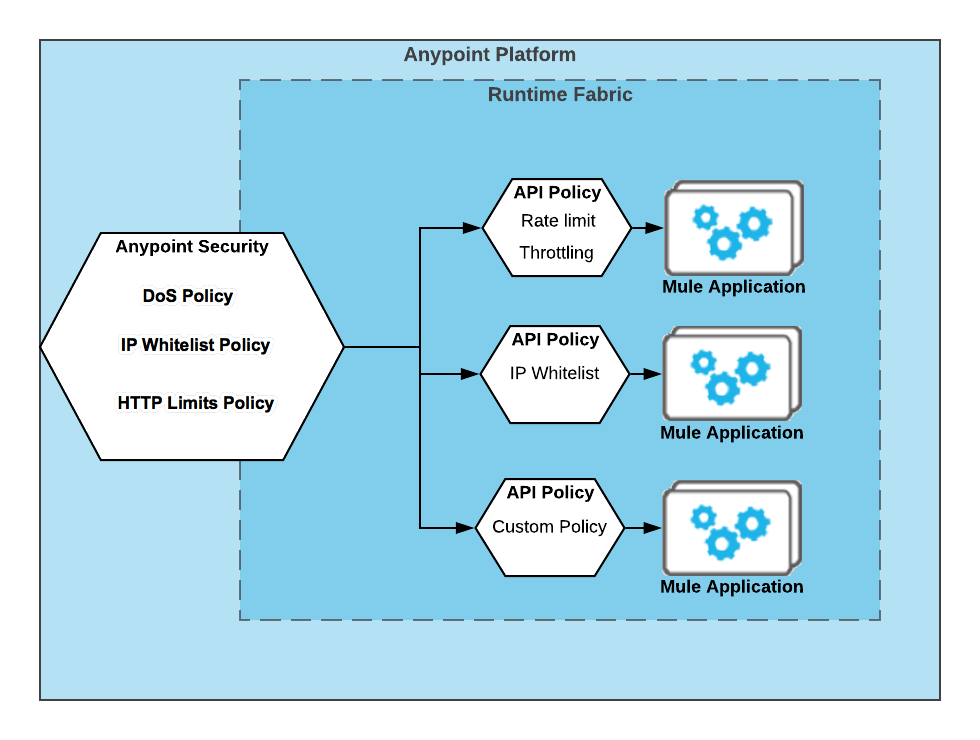 Anypoint Platform
Runtime Fabric
Anypoint Security
DoS Policy
IP Whitelist Policy
HTTP Limits Policy
API Policy
Rate limit
Throttling
Mule Application
API Policy
IP Whitelist
Mule Application
API Policy
Custom Policy
Mule Application